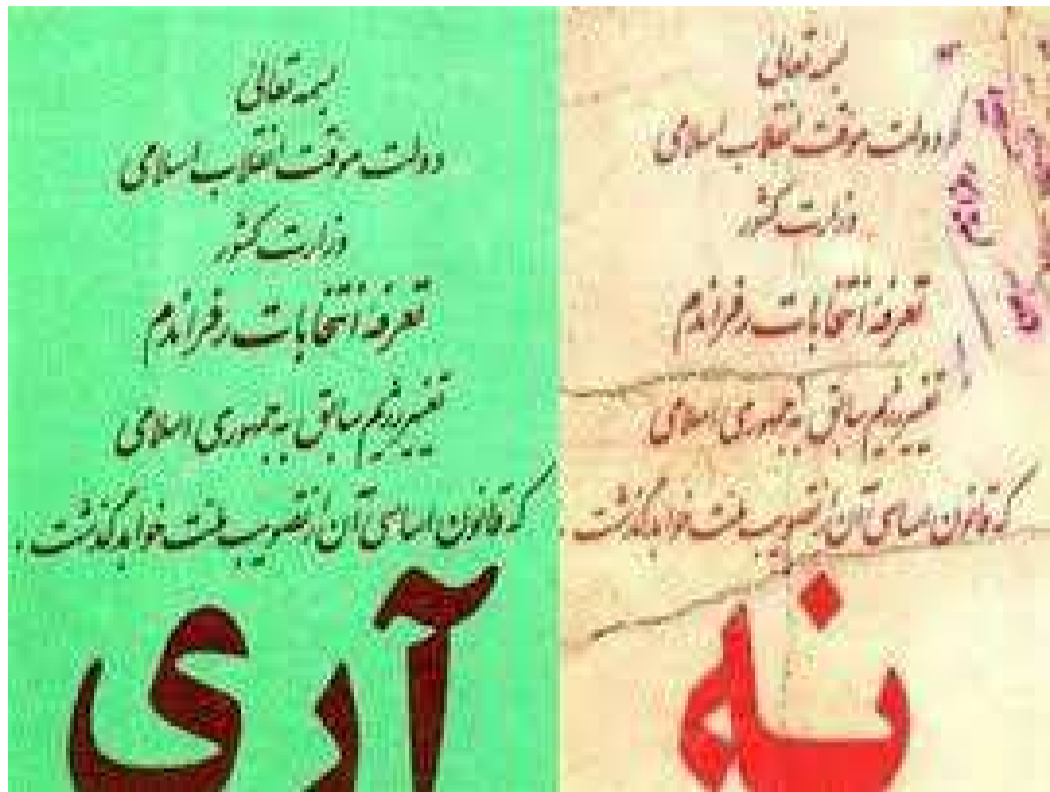 بسمه تعالی
دولت موقت انقلاب اسلامی
وزارت کشور
تعرفه انتخابات رفراندم
تغییر رژیم سابق به جمهوری اسلامی
که قانون اساسی آن از تصویب ملت خواهد گذشت .
نه
بسمه تعالی
دولت موقت انقلاب اسلامی
وزارت کشور
تعرفه انتخابات رفراندم
تغییر رژیم سابق به جمهوری اسلامی
که قانون اساسی آن از تصویب ملت خواهد گذشت .
آری